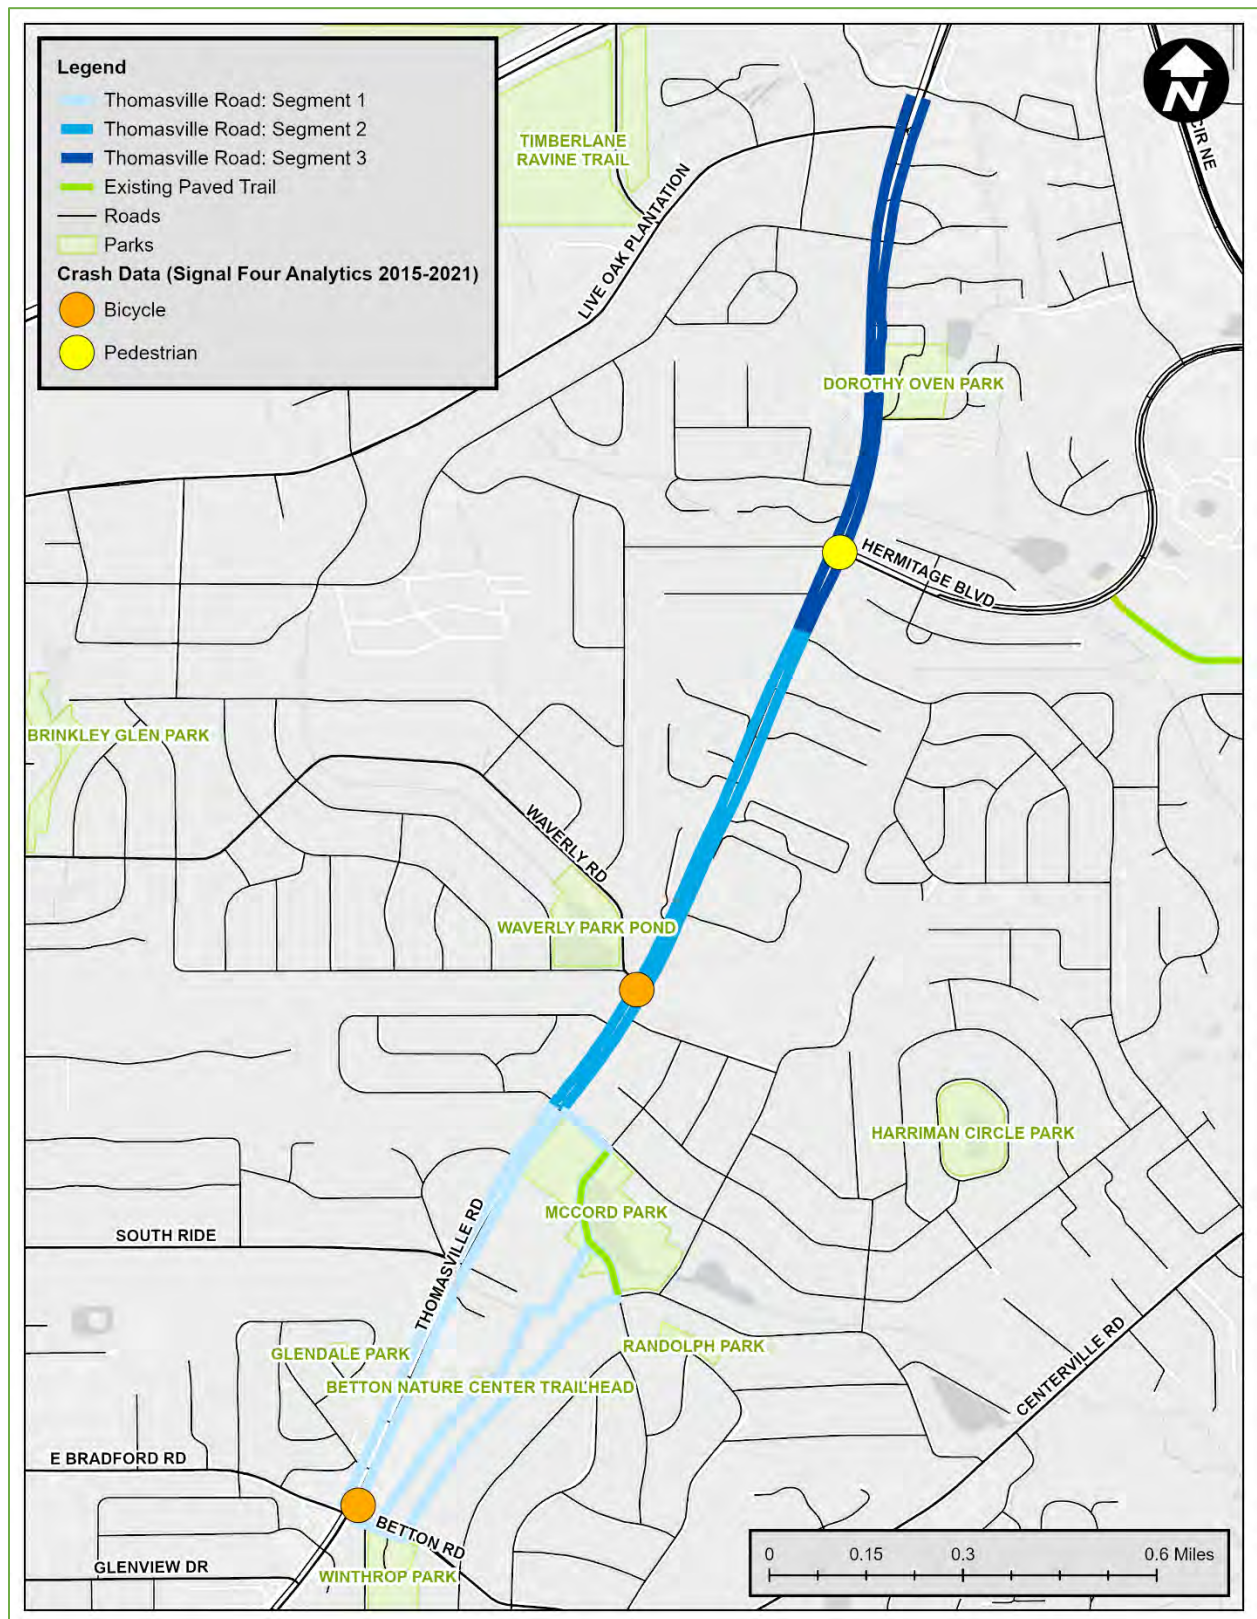 Legend
Thomasville Road: Segment 1
Thomasville Road: Segment 2
Thomasville Road: Segment 3
Existing Paved Trail
Roads
Parks
Crash Data (Signal Four Analytics 2015-2021)
Bicycle
Pedestrian
N
CIR NE
TIMBERLANE
RAVINE TRAIL
LIVE OAK PLANTATION
DOROTHY OVEN PARK
HERMITAGE BLVD
BRINKLEY GLEN PARK
WAVERLY RD
WAVERLY PARK POND
HARRIMAN CIRCLE PARK
MCCORD PARK
SOUTH RIDE
THOMASVILLE RD
GLENDALE PARK
RANDOLPH PARK
BETTON NATURE CENTER TRAILHEAD
CENTERVILLE RD
E BRADFORD RD
BETTON RD
GLENVIEW DR
WINTHROP PARK
0 0.15 0.3 0.6 Miles